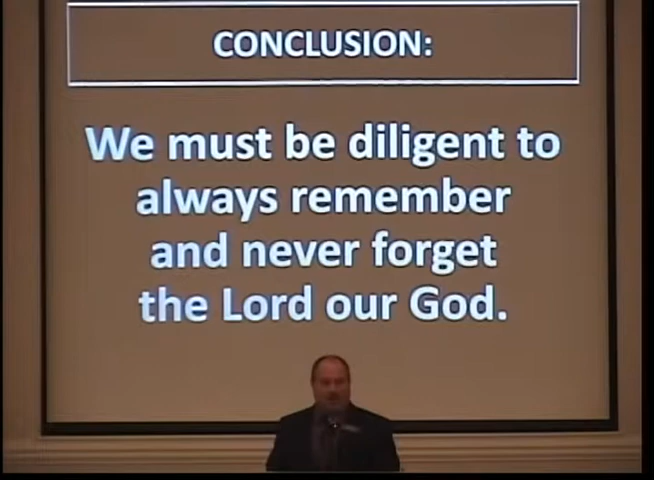 CONCLUSION:
We must be diligent to
always remember
and never forget
the Lord our God.